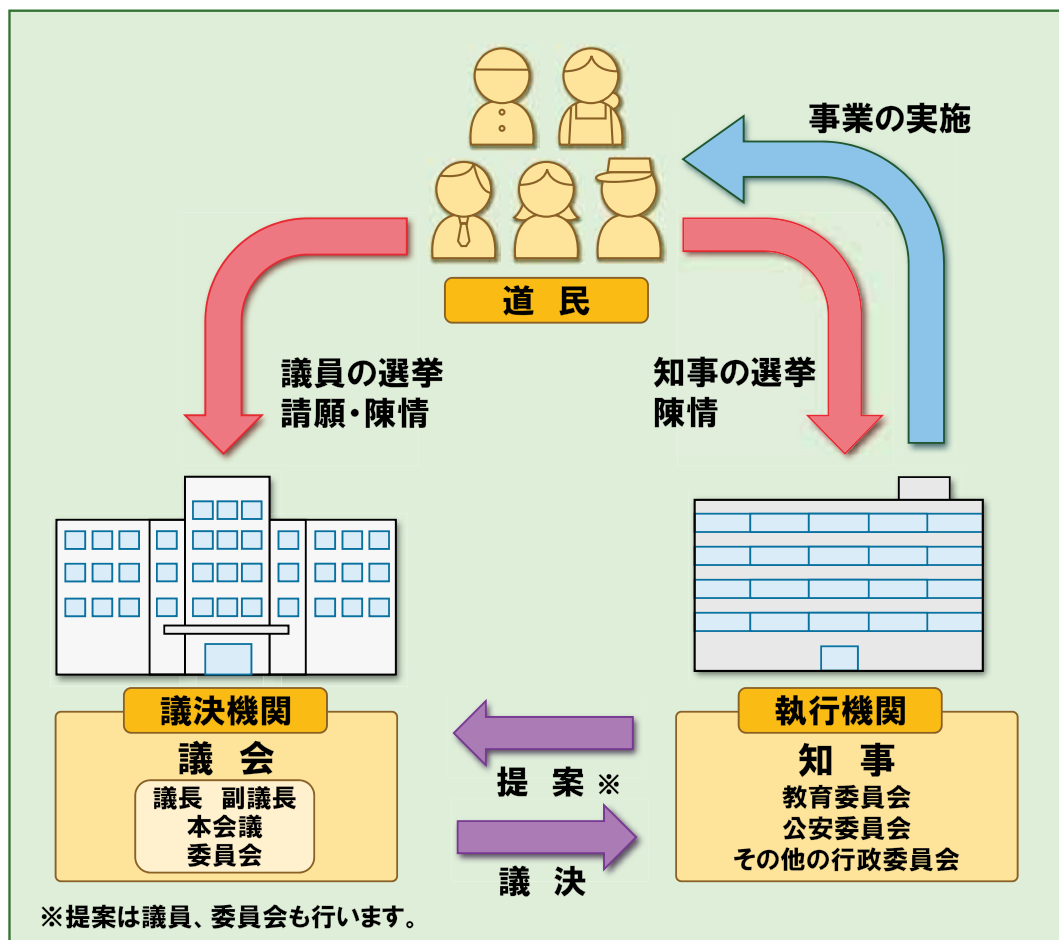 事業の実施
道 民
議員の選挙
請願・陳情
知事の選挙
陳情
議決機関
議 会
議長 副議長
本会議
委員会
提 案 ※
議 決
執行機関
知 事
教育委員会
公安委員会
その他の行政委員会
※提案は議員、委員会も行います。